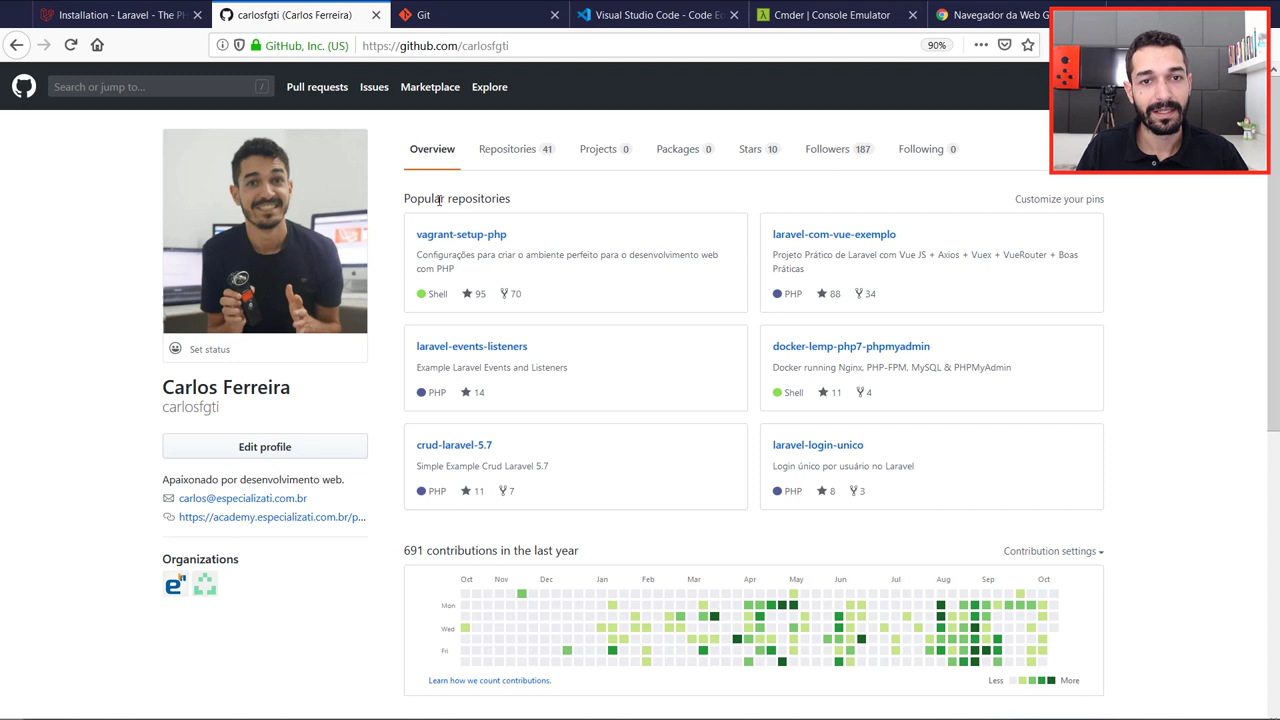 Installation - Laravel - The PH
carlosfgti (Carlos Ferreira)
Git
Visual Studio Code - Code Ed
Cmder | Console Emulator
Navegador da Web G
GitHub, Inc. (US)
https://github.com/carlosfgti
90%
Search or jump to...
/
Pull requests
Issues
Marketplace
Explore
Overview
Repositories 41
Projects 0
Packages 0
Stars 10
Followers 187
Following 0
Popular repositories
Customize your pins
vagrant-setup-php
Configurações para criar o ambiente perfeito para o desenvolvimento web
com PHP
Shell 95 70
laravel-com-vue-exemplo
Projeto Prático de Laravel com Vue JS + Axios + Vuex + VueRouter + Boas
Práticas
PHP 88 34
laravel-events-listeners
Example Laravel Events and Listeners
PHP 14
docker-lemp-php7-phpmyadmin
Docker running Nginx, PHP-FPM, MySQL & PHPMyAdmin
Shell 11 4
crud-laravel-5.7
Simple Example Crud Laravel 5.7
PHP 11 7
laravel-login-unico
Login único por usuário no Laravel
PHP 8 3
Set status
Carlos Ferreira
carlosfgti
Edit profile
Apaixonado por desenvolvimento web.
carlos@especializati.com.br
https://academy.especializati.com.br/p...
Organizations
691 contributions in the last year
Contribution settings
Oct Nov Dec Jan Feb Mar Apr May Jun Jul Aug Sep Oct
Mon
Wed
Fri
Learn how we count contributions.
Less More